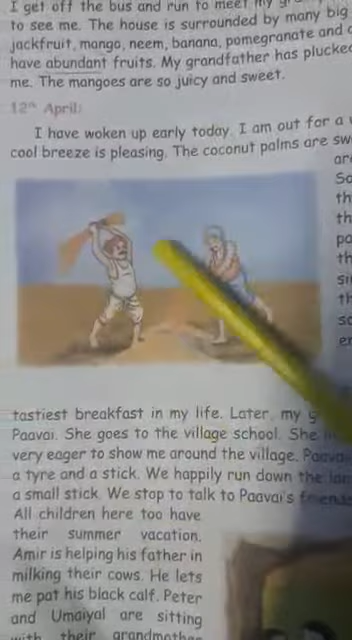 I get off the bus and run to meet my
to see me. The house is surrounded by many big
jackfruit, mango, neem, banana, pomegranate and
have abundant fruits. My grandfather has plucked
me. The mangoes are so juicy and sweet.
12th April:
I have woken up early today. I am out for a
cool breeze is pleasing. The coconut palms are
tastiest breakfast in my life. Later, my
Paavai. She goes to the village school. She
very eager to show me around the village.
a tyre and a stick. We happily run down the
a small stick. We stop to talk to Paavai's friends
All children here too have
their summer vacation.
Amir is helping his father in
milking their cows. He lets
me pat his black calf. Peter
and Umaiyal are sitting
with their grandmother